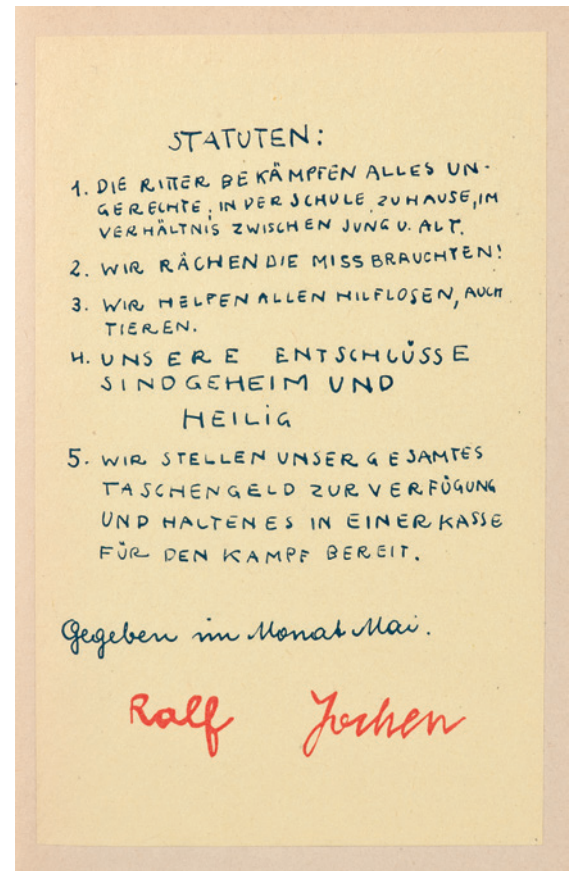 STATUTEN:
1. DIE RITTER BEKÄMPFEN ALLES UN-
GERECHTE; IN DER SCHULE, ZUHAUSE, IM
VERHÄLTNIS ZWISCHEN JUNG U. ALT.
2. WIR RÄCHEN DIE MISSBRAUCHTEN!
3. WIR HELFEN ALLEN HILFLOSEN, AUCH
TIEREN.
4. UNSERE ENTSCHLÜSSE
SIND GEHEIM UND
HEILIG
5. WIR STELLEN UNSER GESAMTES
TASCHENGELD ZUR VERFÜGUNG
UND HALTEN ES IN EINER KASSE
FÜR DEN KAMPF BEREIT.
Gegeben im Monat Mai.
Ralf Jochen